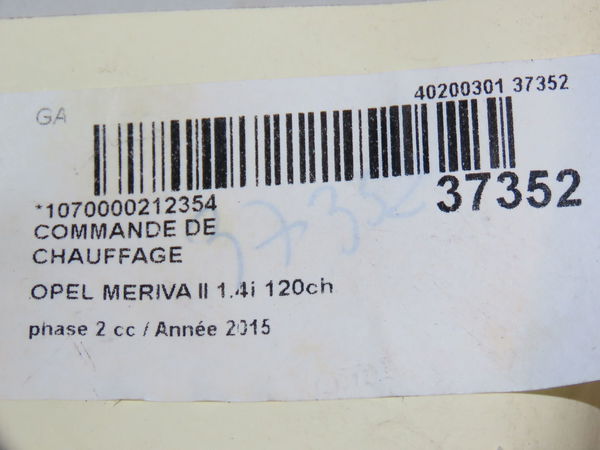 40200301 37352
GA
*1070000212354
37352
37352
COMMANDE DE
CHAUFFAGE
OPEL MERIVA II 1.4i 120ch
phase 2 cc / Année 2015